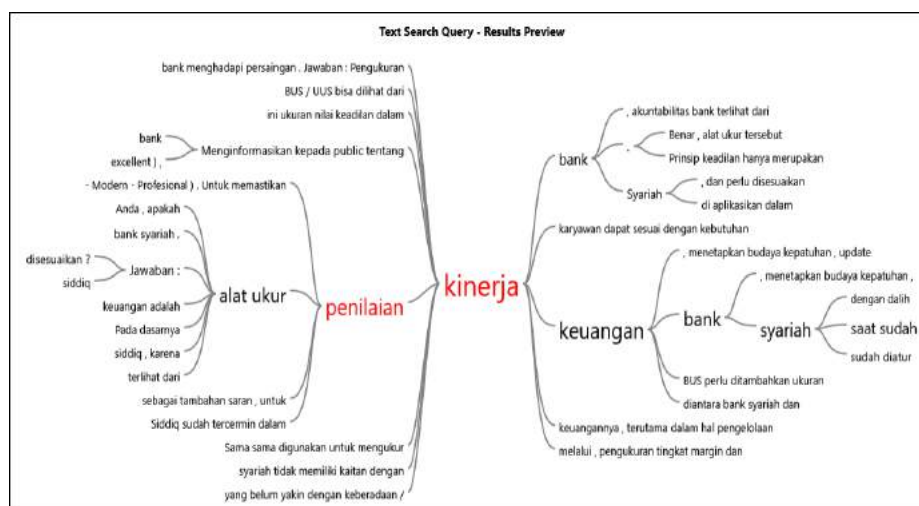 Text Search Query - Results Preview
bank menghadapi persaingan . Jawaban : Pengukuran
BUS / UUS bisa dilihat dari
ini ukuran nilai keadilan dalam
bank
excellent ) ,
Menginformasikan kepada public tentang
- Modern - Profesional ) . Untuk memastikan
Anda , apakah
bank syariah ,
disesuaikan ?
siddiq
Jawaban :
keuangan adalah
Pada dasarnya
siddiq , karena
terlihat dari
alat ukur
sebagai tambahan saran , untuk
Siddiq sudah tercermin dalam
penilaian
Sama sama digunakan untuk mengukur
syariah tidak memiliki kaitan dengan
yang belum yakin dengan keberadaan /
kinerja
bank
, akuntabilitas bank terlihat dari
.
Benar , alat ukur tersebut
Prinsip keadilan hanya merupakan
Syariah
, dan perlu disesuaikan
di aplikasikan dalam
karyawan dapat sesuai dengan kebutuhan
keuangan
, menetapkan budaya kepatuhan , update
bank
, menetapkan budaya kepatuhan ,
syariah
dengan dalih
saat sudah
sudah diatur
BUS perlu ditambahkan ukuran
diantara bank syariah dan
keuangannya , terutama dalam hal pengelolaan
melalui , pengukuran tingkat margin dan